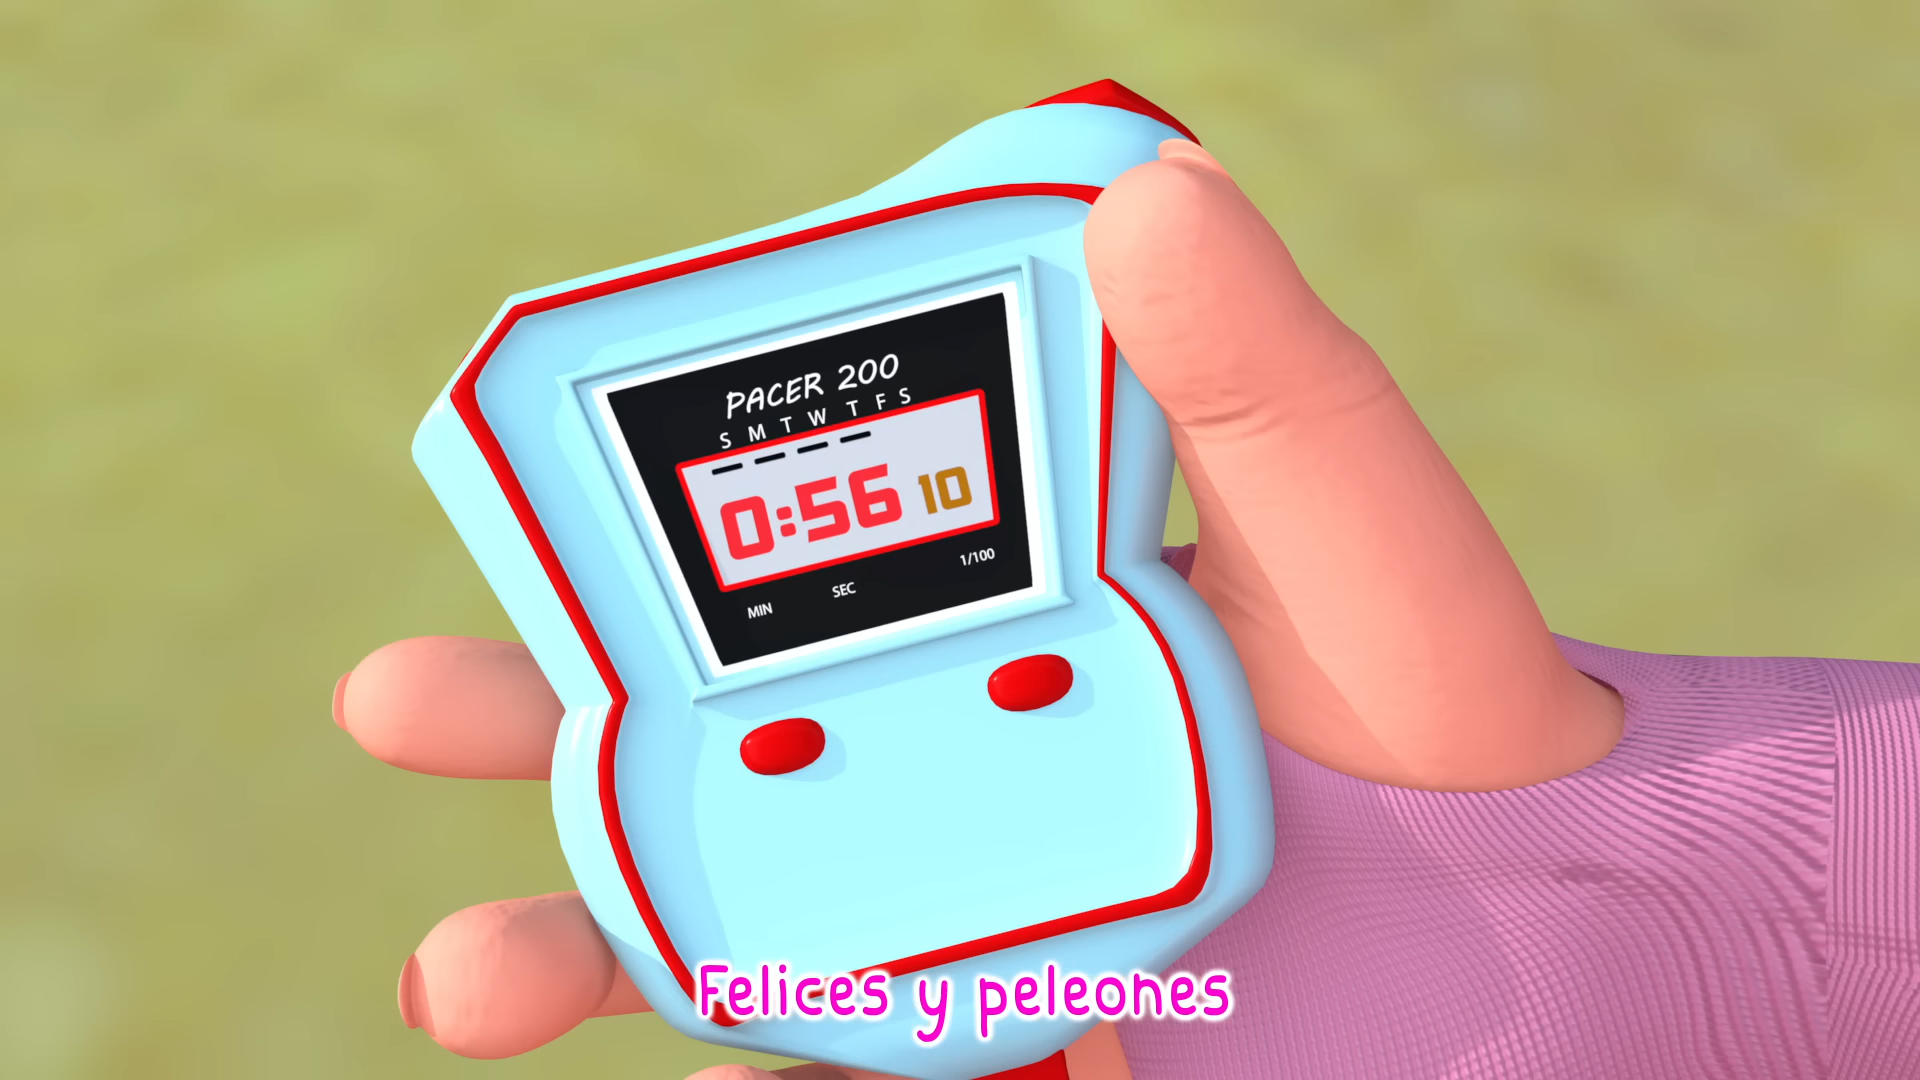 PACER 200
S M T W T F S
0:56 10
MIN SEC 1/100
Felices y peleones